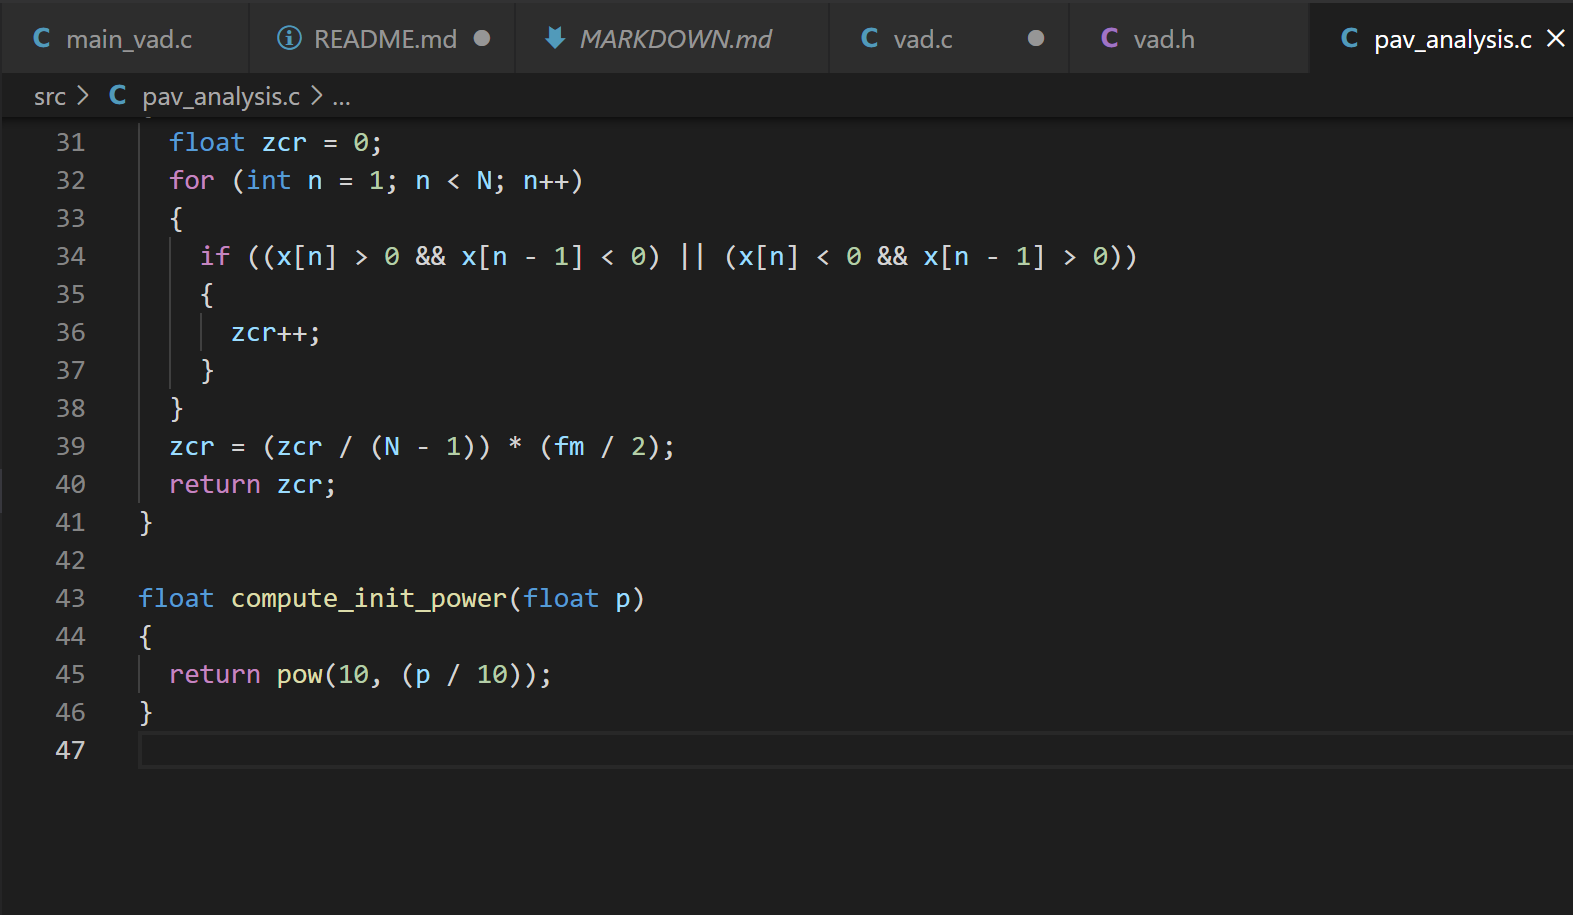 C main_vad.c README.md MARKDOWN.md C vad.c C vad.h C pav_analysis.c
src > C pav_analysis.c > ...
31 float zcr = 0;
32 for (int n = 1; n < N; n++)
33 {
34 if ((x[n] > 0 && x[n - 1] < 0) || (x[n] < 0 && x[n - 1] > 0))
35 {
36 zcr++;
37 }
38 }
39 zcr = (zcr / (N - 1)) * (fm / 2);
40 return zcr;
41 }
42
43 float compute_init_power(float p)
44 {
45 return pow(10, (p / 10));
46 }
47